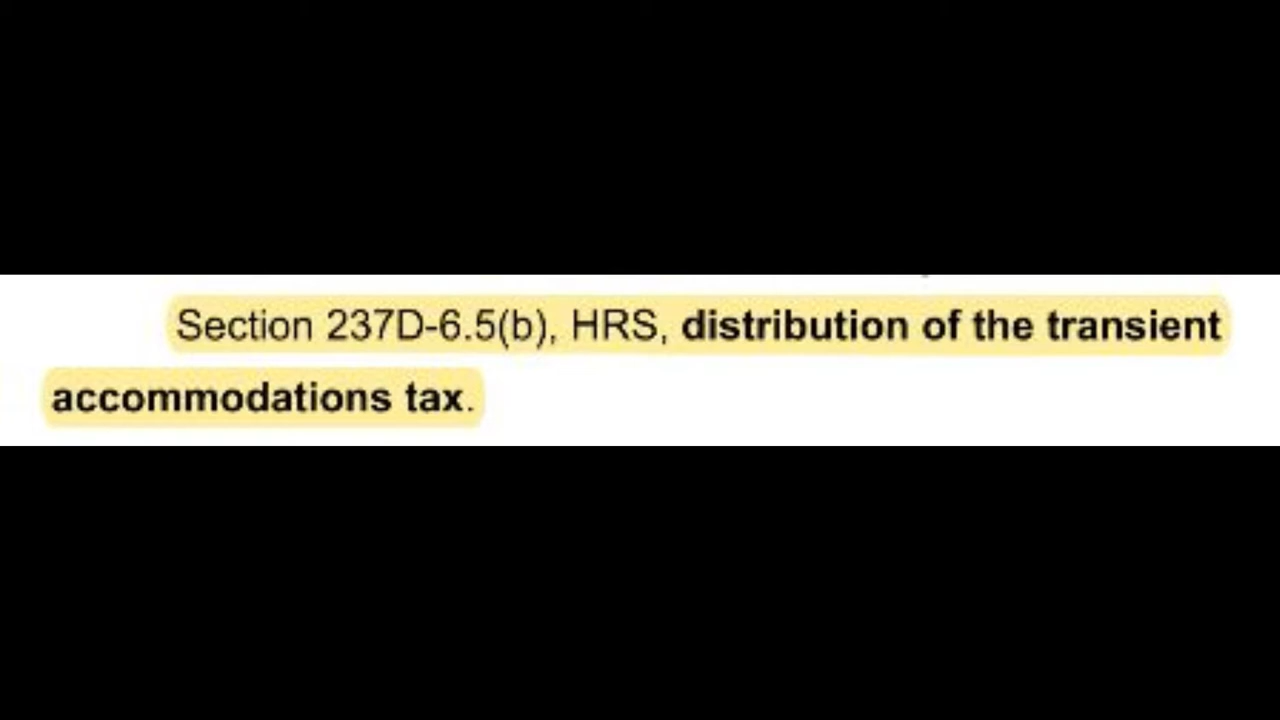 Section 237D-6.5(b), HRS, distribution of the transient
accommodations tax.